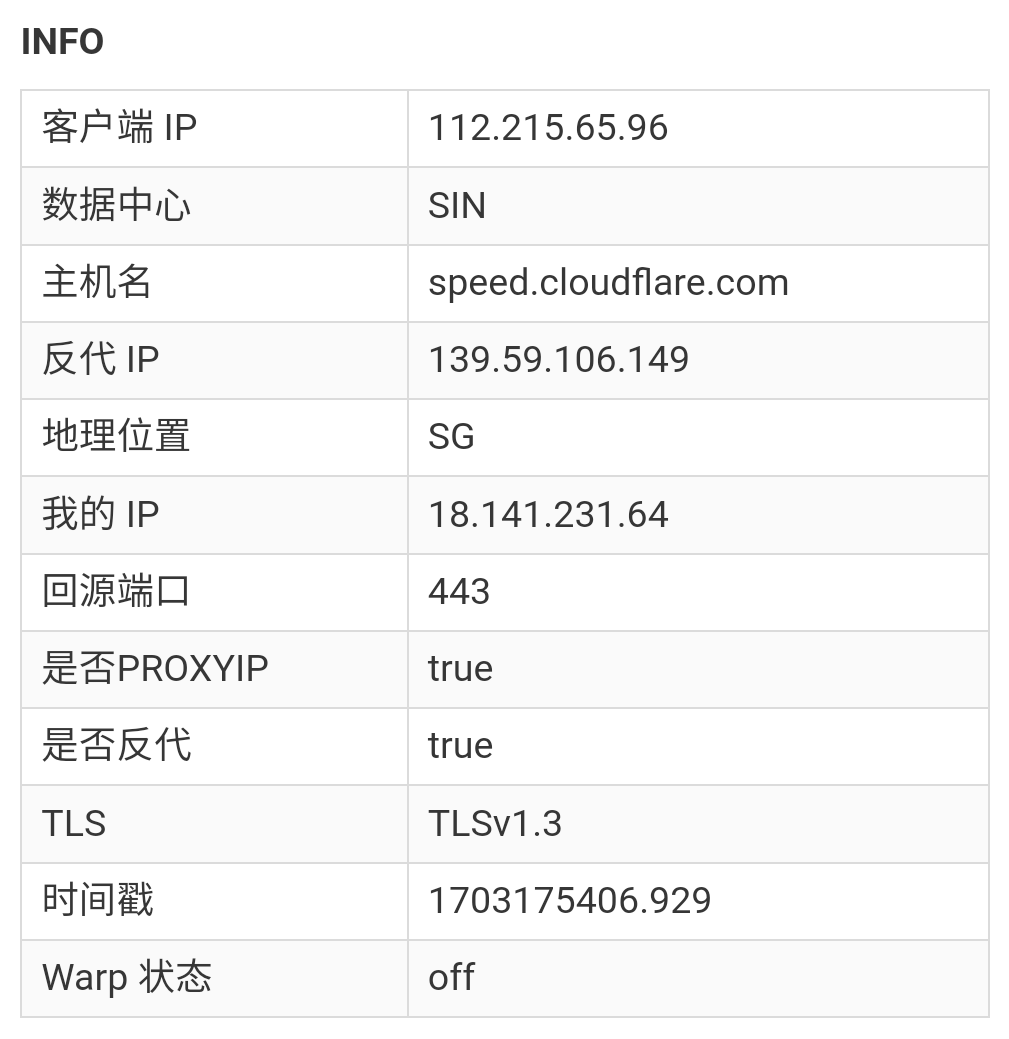 INFO
客户端 IP 112.215.65.96
数据中心 SIN
主机名 speed.cloudflare.com
反代 IP 139.59.106.149
地理位置 SG
我的 IP 18.141.231.64
回源端口 443
是否PROXYIP true
是否反代 true
TLS TLSv1.3
时间戳 1703175406.929
Warp 状态 off